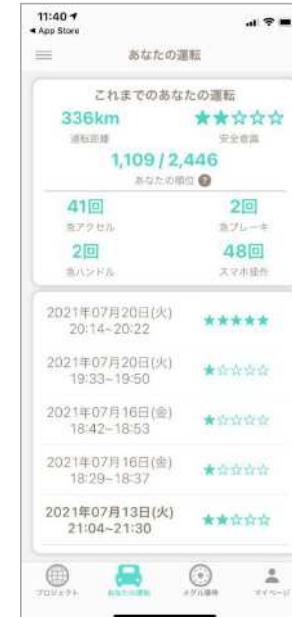 11:40
◀ App Store
あなたの運転
これまでのあなたの運転
336km ★★☆☆☆
運転距離 安全意識
1,109 / 2,446
あなたの順位 ?
41回 2回
急アクセル 急ブレーキ
2回 48回
急ハンドル スマホ操作
2021年07月20日(火)
20:14~20:22 ★★★★★
2021年07月20日(火)
19:33~19:50 ★☆☆☆☆
2021年07月16日(金)
18:42~18:53 ★☆☆☆☆
2021年07月16日(金)
18:29~18:37 ★☆☆☆☆
2021年07月13日(火)
21:04~21:30 ★★☆☆☆
プロジェクト あなたの運転 メダル獲得 マイページ